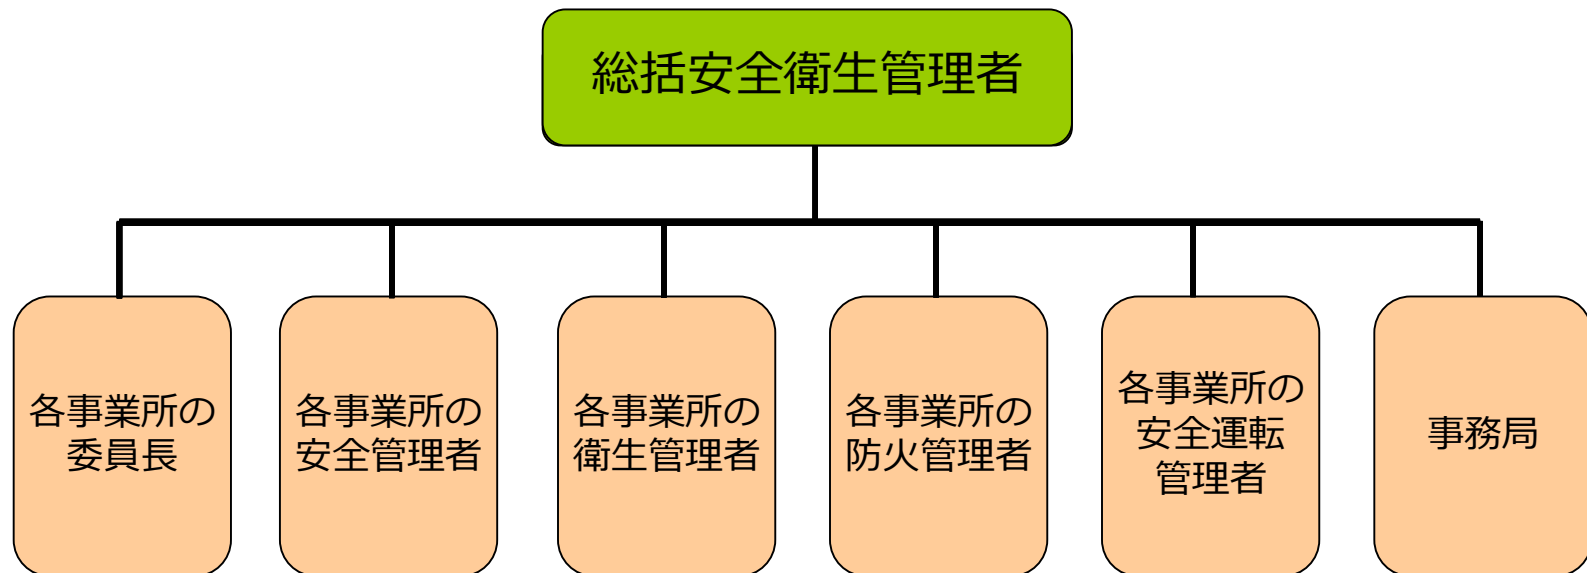 総括安全衛生管理者
各事業所の
委員長
各事業所の
安全管理者
各事業所の
衛生管理者
各事業所の
防火管理者
各事業所の
安全運転
管理者
事務局